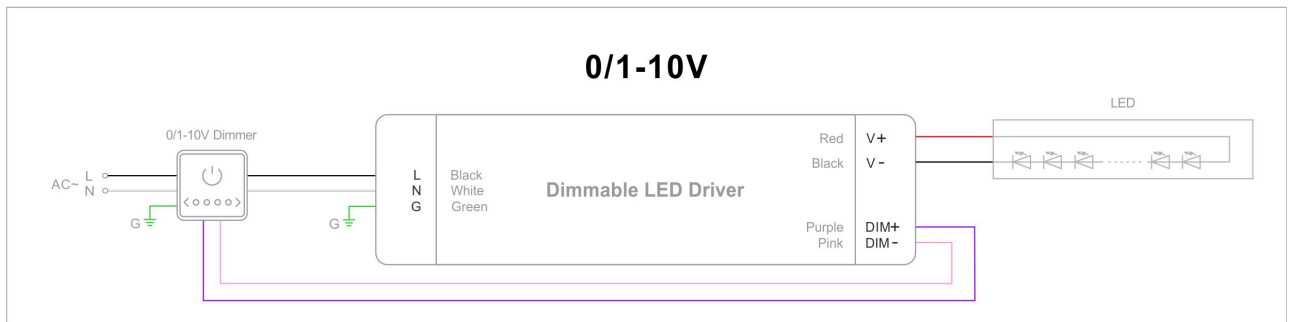 0/1-10V
LED
0/1-10V Dimmer
AC~ L
N
G
G
L Black
N White
G Green
Dimmable LED Driver
Red V+
Black V-
Purple DIM+
Pink DIM-